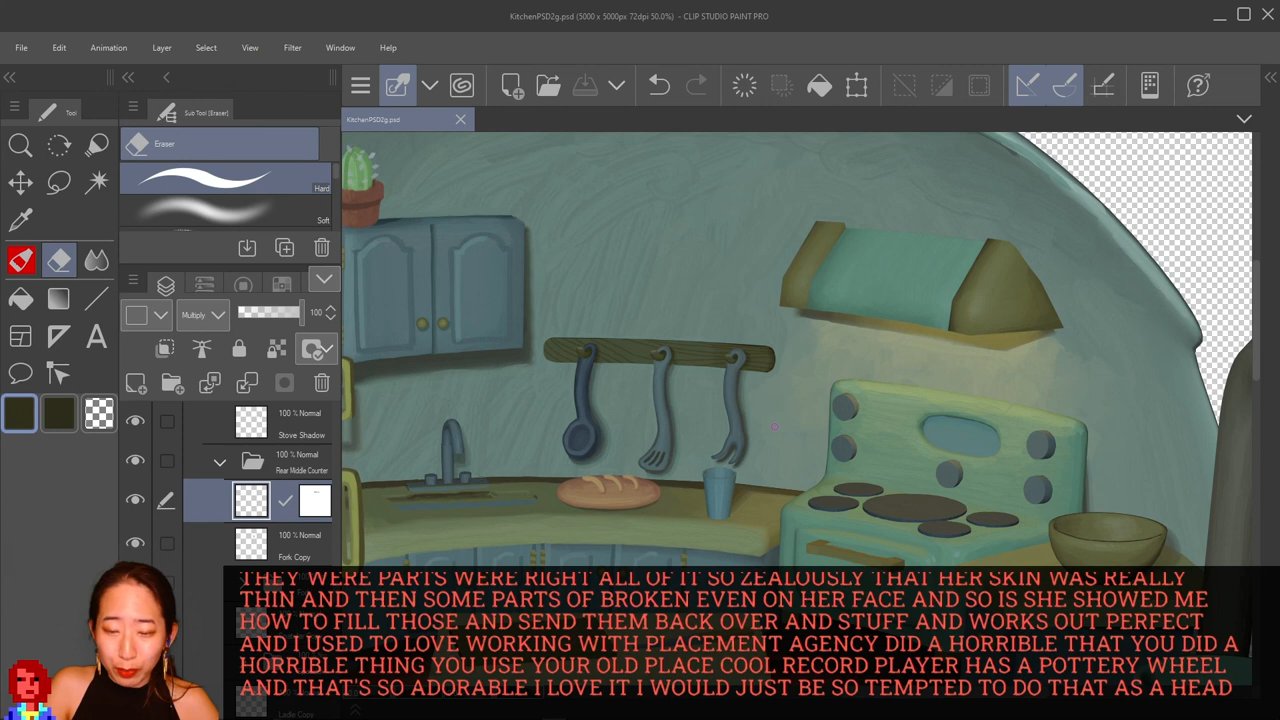 KitchenPSD2g.psd (5000 x 5000px 72dpi 50.0%) - CLIP STUDIO PAINT PRO
File Edit Animation Layer Select View Filter Window Help
Tool
Sub Tool [Eraser]
KitchenPSD2g.psd
Eraser
Hard
Soft
Multiply
100
100 % Normal
Stove Shadow
100 % Normal
Rear Middle Counter
100 % Normal
Fork Copy
Ladle Copy
THEY WERE PARTS WERE RIGHT ALL OF IT SO ZEALOUSLY THAT HER SKIN WAS REALLY
THIN AND THEN SOME PARTS OF BROKEN EVEN ON HER FACE AND SO IS SHE SHOWED ME
HOW TO FILL THOSE AND SEND THEM BACK OVER AND STUFF AND WORKS OUT PERFECT
AND I USED TO LOVE WORKING WITH PLACEMENT AGENCY DID A HORRIBLE THAT YOU DID A
HORRIBLE THING YOU USE YOUR OLD PLACE COOL RECORD PLAYER HAS A POTTERY WHEEL
AND THAT'S SO ADORABLE I LOVE IT I WOULD JUST BE SO TEMPTED TO DO THAT AS A HEAD